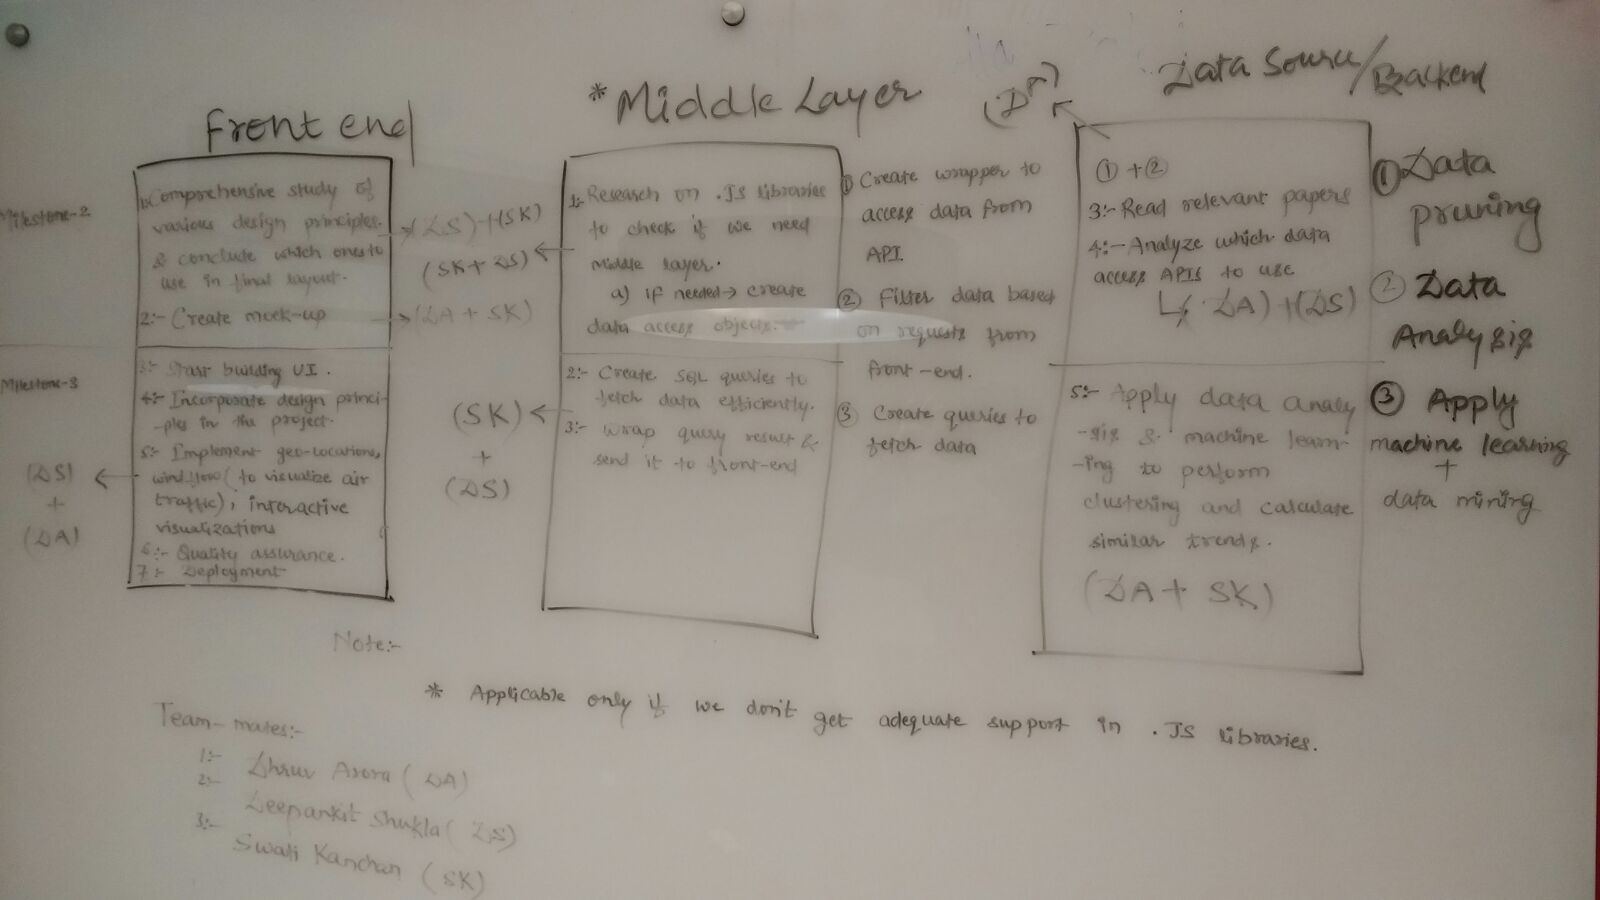 Front end
Milestone-2
1:- Comprehensive study of
various design principles.
& conclude which ones to
use in final layout.
(DS)+(SK)
2:- Create mock-up
(DA + SK)
Milestone-3
3:- Start building UI.
4:- Incorporate design princi-
-ples in the project.
5:- Implement geo-locations,
windflow (to visualize air
traffic), interactive
visualizations
6:- Quality assurance.
7:- Deployment
(DS)
+
(DA)
* Middle Layer
1:- Research on .JS libraries
to check if we need
Middle layer.
a) if needed → create
data access objects.
(SK + DS)
2:- Create SQL queries to
fetch data efficiently.
3:- Wrap query result &
send it to front-end
(SK)
+
(DS)
① Create wrapper to
access data from
API.
② Filter data based
on requests from
front-end.
③ Create queries to
fetch data
Data Source/Backend
① + ②
3:- Read relevant papers
4:- Analyze which data
access APIs to use
(DA) + (DS)
5:- Apply data analy
-sis & machine learn-
-ing to perform
clustering and calculate
similar trends.
(DA + SK)
① Data
pruning
② Data
Analysis
③ Apply
machine learning
+
data mining
Note:-
* Applicable only if we don't get adequate support in .JS libraries.
Team-mates:-
1:- Dhruv Arora (DA)
2:- Deepankit Shukla (DS)
3:- Swati Kanchan (SK)